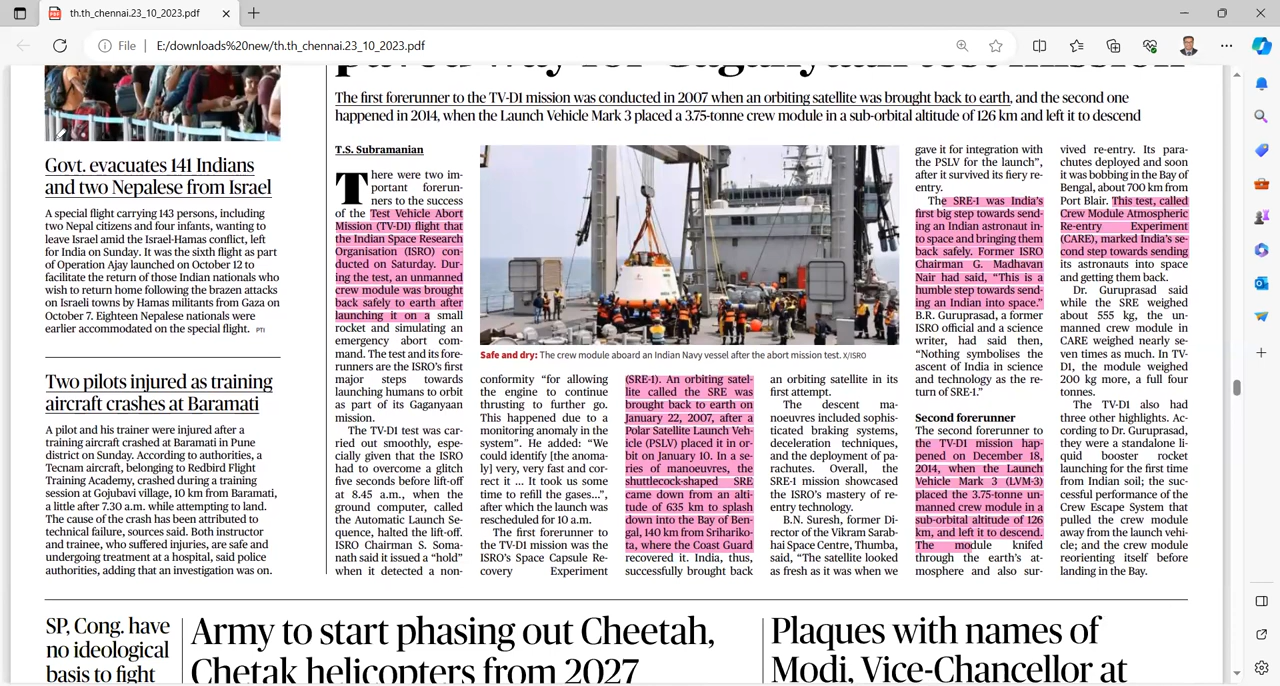 th.th_chennai.23_10_2023.pdf
File
E:/downloads%20new/th.th_chennai.23_10_2023.pdf
The first forerunner to the TV-D1 mission was conducted in 2007 when an orbiting satellite was brought back to earth, and the second one
happened in 2014, when the Launch Vehicle Mark 3 placed a 3.75-tonne crew module in a sub-orbital altitude of 126 km and left it to descend
Govt. evacuates 141 Indians
and two Nepalese from Israel
A special flight carrying 143 persons, including
two Nepal citizens and four infants, wanting to
leave Israel amid the Israel-Hamas conflict, left
for India on Sunday. It was the sixth flight as part
of Operation Ajay launched on October 12 to
facilitate the return of those Indian nationals who
wish to return home following the brazen attacks
on Israeli towns by Hamas militants from Gaza on
October 7. Eighteen Nepalese nationals were
earlier accommodated on the special flight. PTI
Two pilots injured as training
aircraft crashes at Baramati
A pilot and his trainer were injured after a
training aircraft crashed at Baramati in Pune
district on Sunday. According to authorities, a
Tecnam aircraft, belonging to Redbird Flight
Training Academy, crashed during a training
session at Gojubavi village, 10 km from Baramati,
a little after 7.30 a.m. while attempting to land.
The cause of the crash has been attributed to
technical failure, sources said. Both instructor
and trainee, who suffered injuries, are safe and
undergoing treatment at a hospital, said police
authorities, adding that an investigation was on.
T.S. Subramanian
There were two im-
portant forerun-
ners to the success
of the Test Vehicle Abort
Mission (TV-D1) flight that
the Indian Space Research
Organisation (ISRO) con-
ducted on Saturday. Dur-
ing the test, an unmanned
crew module was brought
back safely to earth after
launching it on a small
rocket and simulating an
emergency abort com-
mand. The test and its fore-
runners are the ISRO's first
major steps towards
launching humans to orbit
as part of its Gaganyaan
mission.
The TV-D1 test was car-
ried out smoothly, espe-
cially given that the ISRO
had to overcome a glitch
five seconds before lift-off
at 8.45 a.m., when the
ground computer, called
the Automatic Launch Se-
quence, halted the lift-off.
ISRO Chairman S. Soma-
nath said it issued a "hold"
when it detected a non-
Safe and dry: The crew module aboard an Indian Navy vessel after the abort mission test. X/ISRO
conformity "for allowing
the engine to continue
thrusting to further go.
This happened due to a
monitoring anomaly in the
system". He added: "We
could identify [the anoma-
ly] very, very fast and cor-
rect it ... It took us some
time to refill the gases...",
after which the launch was
rescheduled for 10 a.m.
The first forerunner to
the TV-D1 mission was the
ISRO's Space Capsule Re-
covery Experiment
(SRE-1). An orbiting satel-
lite called the SRE was
brought back to earth on
January 22, 2007, after a
Polar Satellite Launch Veh-
icle (PSLV) placed it in or-
bit on January 10. In a se-
ries of manoeuvres, the
shuttlecock-shaped SRE
came down from an alti-
tude of 635 km to splash
down into the Bay of Ben-
gal, 140 km from Srihariko-
ta, where the Coast Guard
recovered it. India, thus,
successfully brought back
an orbiting satellite in its
first attempt.
The descent ma-
noeuvres included sophis-
ticated braking systems,
deceleration techniques,
and the deployment of pa-
rachutes. Overall, the
SRE-1 mission showcased
the ISRO's mastery of re-
entry technology.
B.N. Suresh, former Di-
rector of the Vikram Sarab-
hai Space Centre, Thumba,
said, "The satellite looked
as fresh as it was when we
gave it for integration with
the PSLV for the launch",
after it survived its fiery re-
entry.
The SRE-1 was India's
first big step towards send-
ing an Indian astronaut in-
to space and bringing them
back safely. Former ISRO
Chairman G. Madhavan
Nair had said, "This is a
humble step towards send-
ing an Indian into space."
B.R. Guruprasad, a former
ISRO official and a science
writer, had said then,
"Nothing symbolises the
ascent of India in science
and technology as the re-
turn of SRE-1."
Second forerunner
The second forerunner to
the TV-D1 mission hap-
pened on December 18,
2014, when the Launch
Vehicle Mark 3 (LVM-3)
placed the 3.75-tonne un-
manned crew module in a
sub-orbital altitude of 126
km, and left it to descend.
The module knifed
through the earth's at-
mosphere and also sur-
vived re-entry. Its para-
chutes deployed and soon
it was bobbing in the Bay of
Bengal, about 700 km from
Port Blair. This test, called
Crew Module Atmospheric
Re-entry Experiment
(CARE), marked India's se-
cond step towards sending
its astronauts into space
and getting them back.
Dr. Guruprasad said
while the SRE weighed
about 555 kg, the un-
manned crew module in
CARE weighed nearly se-
ven times as much. In TV-
D1, the module weighed
200 kg more, a full four
tonnes.
The TV-D1 also had
three other highlights. Ac-
cording to Dr. Guruprasad,
they were a standalone li-
quid booster rocket
launching for the first time
from Indian soil; the suc-
cessful performance of the
Crew Escape System that
pulled the crew module
away from the launch vehi-
cle; and the crew module
reorienting itself before
landing in the Bay.
SP, Cong. have
no ideological
basis to fight
Army to start phasing out Cheetah,
Chetak helicopters from 2027
Plaques with names of
Modi, Vice-Chancellor at